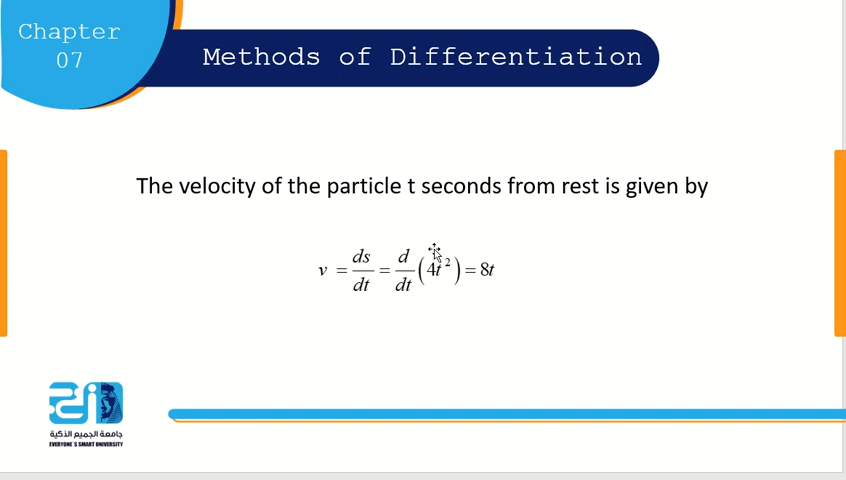 Chapter
07
Methods of Differentiation
The velocity of the particle t seconds from rest is given by
v = ds/dt = d/dt (4t²) = 8t
جامعة الجميع الذكية
EVERYONE'S SMART UNIVERSITY